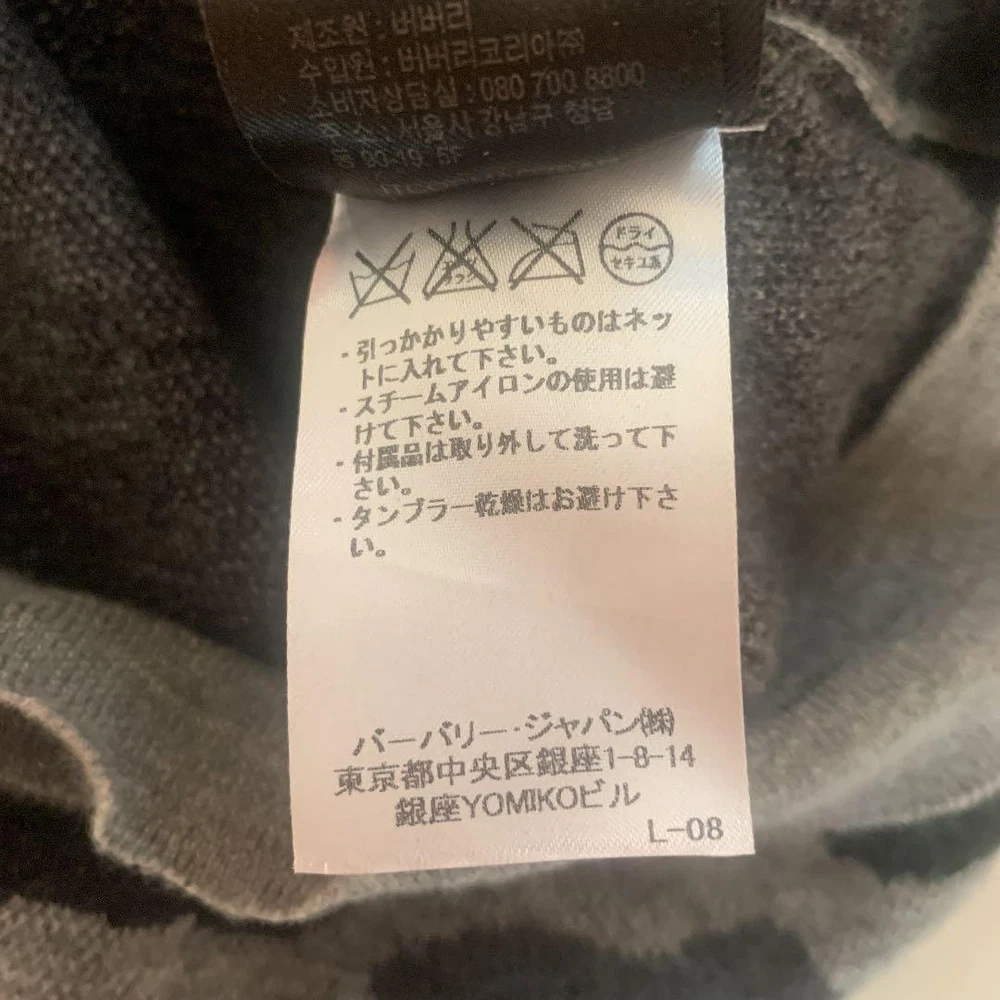 제조원 : 버버리
수입원 : 버버리코리아㈜
소비자상담실 : 080 700 8800
주소 : 서울시 강남구 청담
ドライ
セキユ系
・引っかかりやすいものはネッ
トに入れて下さい。
・スチームアイロンの使用は避
けて下さい。
・付属品は取り外して洗って下
さい。
・タンブラー乾燥はお避け下さ
い。
バーバリー・ジャパン㈱
東京都中央区銀座1-8-14
銀座YOMIKOビル
L-08